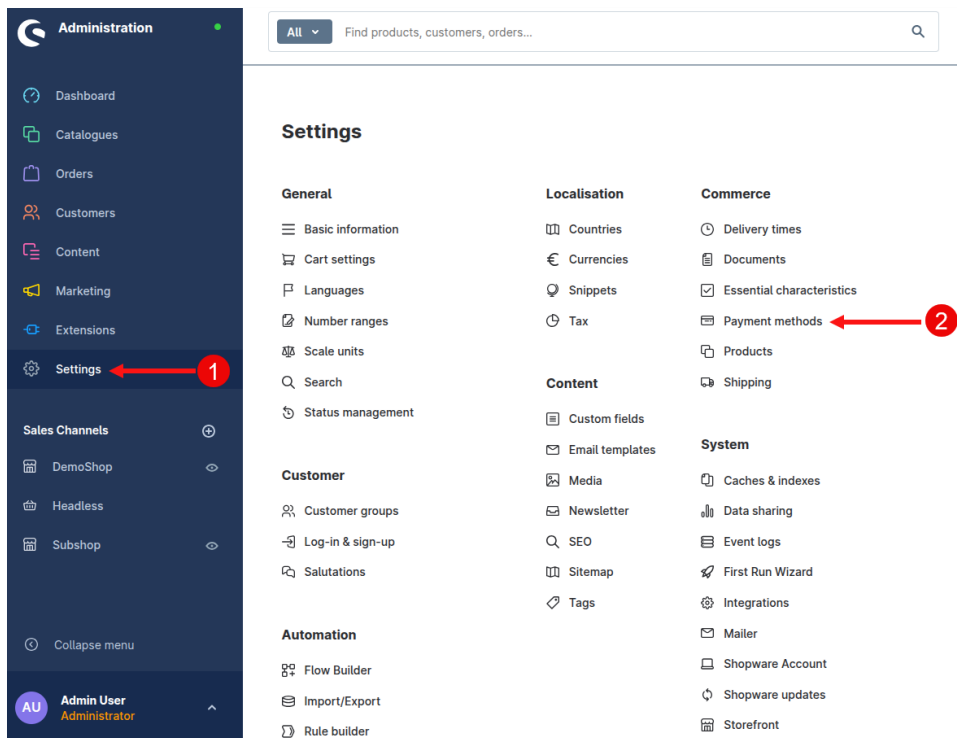 Administration
All
Find products, customers, orders...
Dashboard
Catalogues
Orders
Customers
Content
Marketing
Extensions
Settings
1
Sales Channels
DemoShop
Headless
Subshop
Collapse menu
AU
Admin User
Administrator
Settings
General
Basic information
Cart settings
Languages
Number ranges
Scale units
Search
Status management
Customer
Customer groups
Log-in & sign-up
Salutations
Automation
Flow Builder
Import/Export
Rule builder
Localisation
Countries
Currencies
Snippets
Tax
Content
Custom fields
Email templates
Media
Newsletter
SEO
Sitemap
Tags
Commerce
Delivery times
Documents
Essential characteristics
Payment methods
2
Products
Shipping
System
Caches & indexes
Data sharing
Event logs
First Run Wizard
Integrations
Mailer
Shopware Account
Shopware updates
Storefront